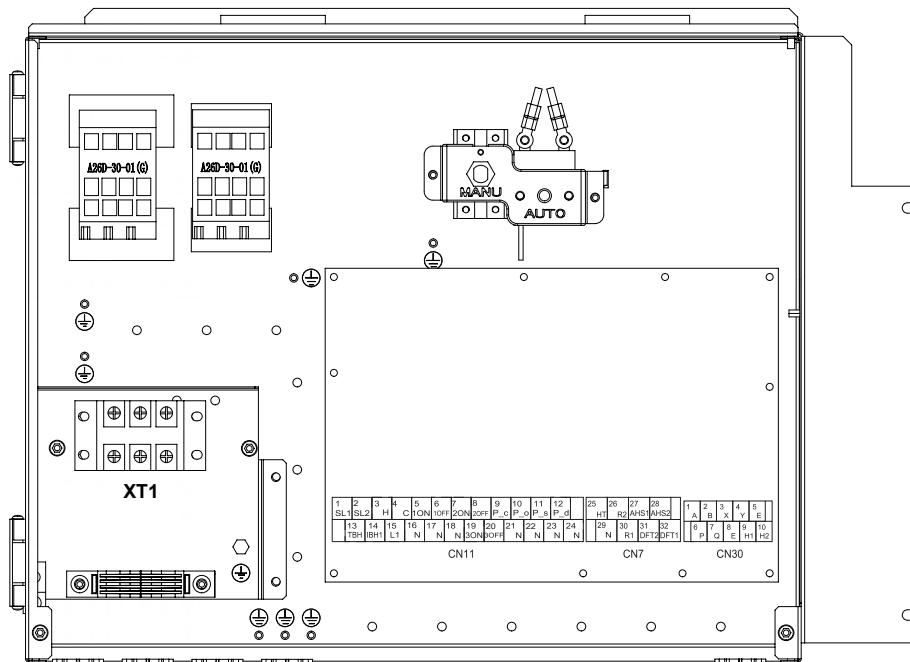 A26D-30-01(G) A26D-30-01(G)
MANU
AUTO
XT1
1 2 3 4 5 6 7 8 9 10 11 12
SL1 SL2 H C 1ON 1OFF 2ON 2OFF P_c P_o P_s P_d
13 14 15 16 17 18 19 20 21 22 23 24
TBH IBH1 L1 N N N 3ON 3OFF N N N N
CN11
25 26 27 28
HT R2 AHS1 AHS2
29 30 31 32
N R1 DFT2 DFT1
CN7
1 2 3 4 5
A B X Y E
6 7 8 9 10
P Q E H1 H2
CN30